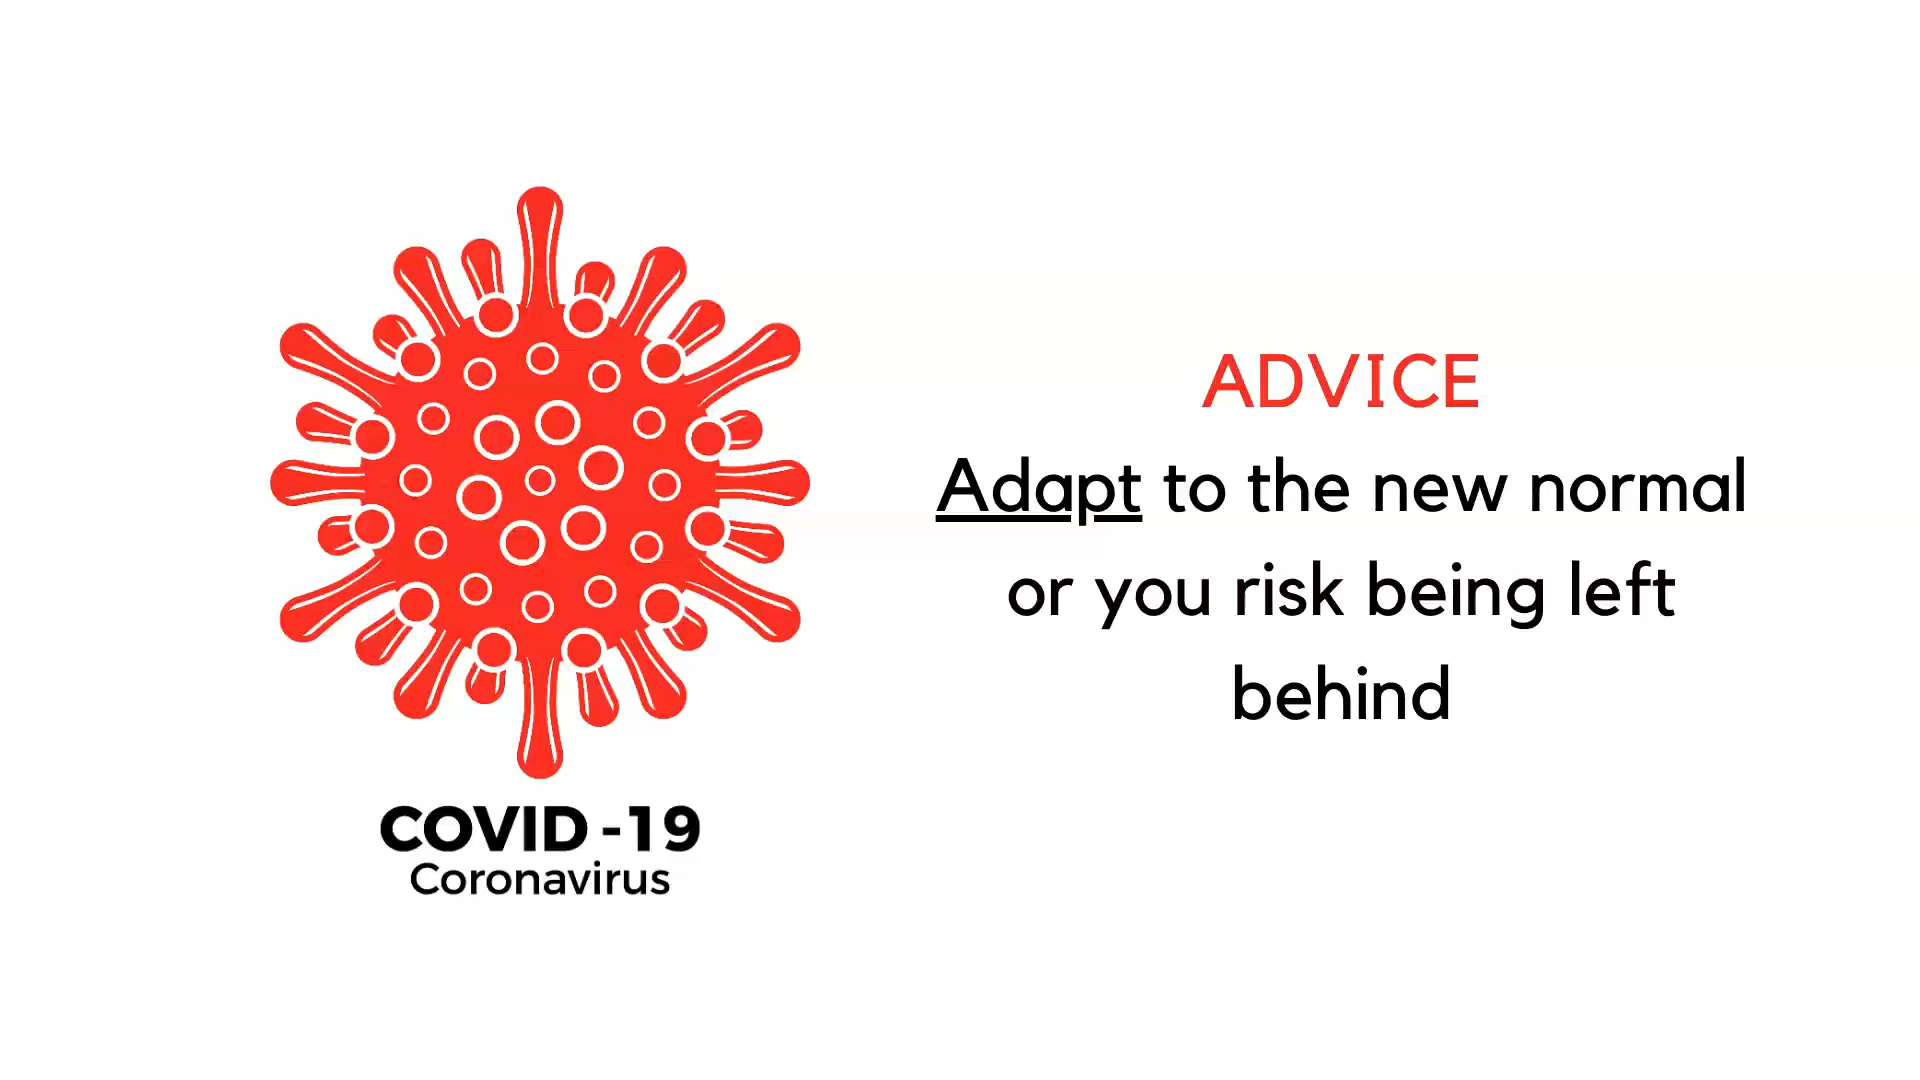 COVID -19
Coronavirus
ADVICE
Adapt to the new normal
or you risk being left
behind